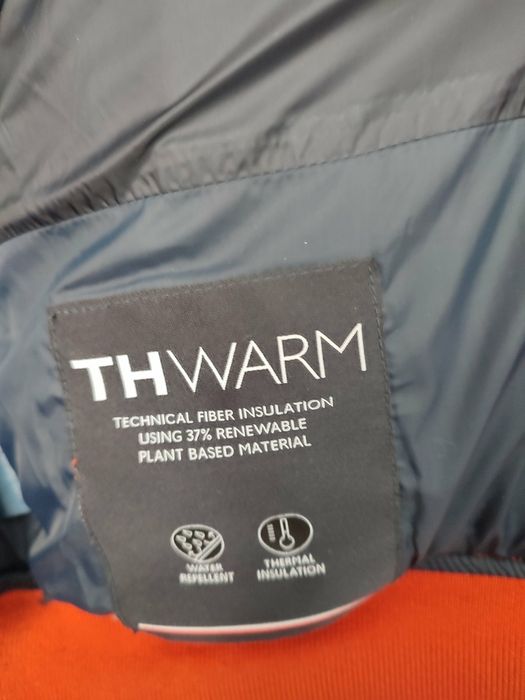 THWARM
TECHNICAL FIBER INSULATION
USING 37% RENEWABLE
PLANT BASED MATERIAL
WATER
REPELLENT
THERMAL
INSULATION